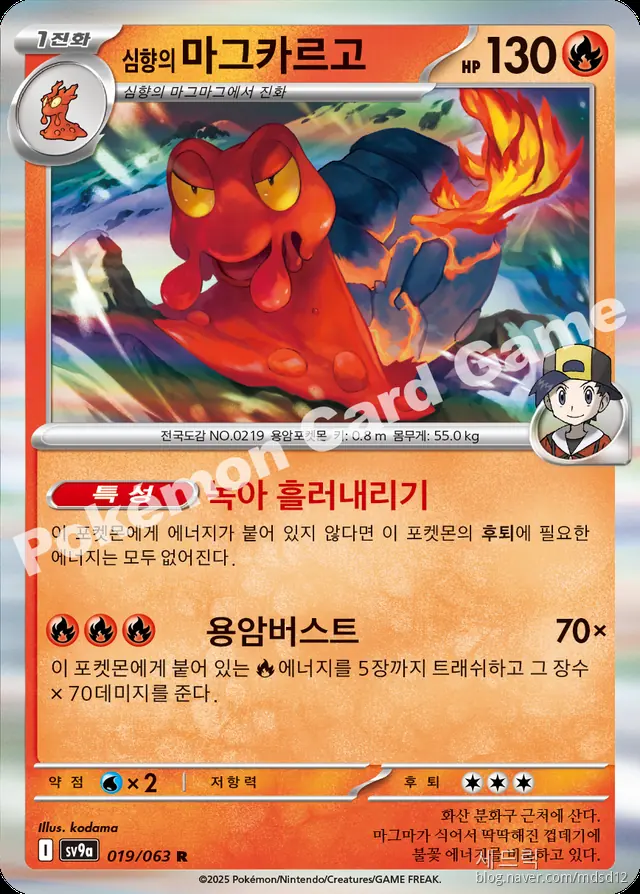 1진화
심향의 마그카르고
HP 130
심향의 마그마그에서 진화
전국도감 NO.0219 용암포켓몬 키: 0.8 m 몸무게: 55.0 kg
특성 녹아 흘러내리기
이 포켓몬에게 에너지가 붙어 있지 않다면 이 포켓몬의 후퇴에 필요한
에너지는 모두 없어진다.
용암버스트 70×
이 포켓몬에게 붙어 있는 에너지를 5장까지 트래쉬하고 그 장수
× 70데미지를 준다.
약점 ×2 저항력 후퇴
Illus. kodama
I sv9a 019/063 R
화산 분화구 근처에 산다.
마그마가 식어서 딱딱해진 껍데기에
불꽃 에너지를
©2025 Pokémon/Nintendo/Creatures/GAME FREAK.
Pokémon Card Game
blog.naver.com/mdsd12